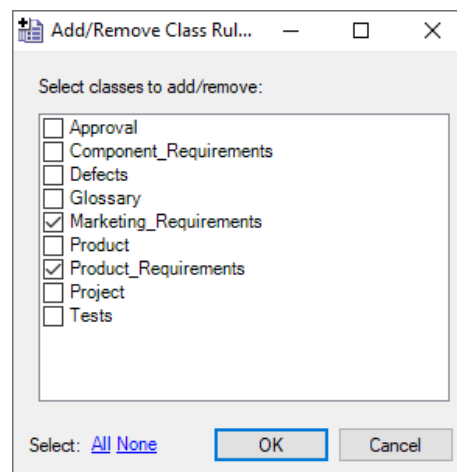 Add/Remove Class Rul...
Select classes to add/remove:
Approval
Component_Requirements
Defects
Glossary
Marketing_Requirements
Product
Product_Requirements
Project
Tests
Select: All None OK Cancel